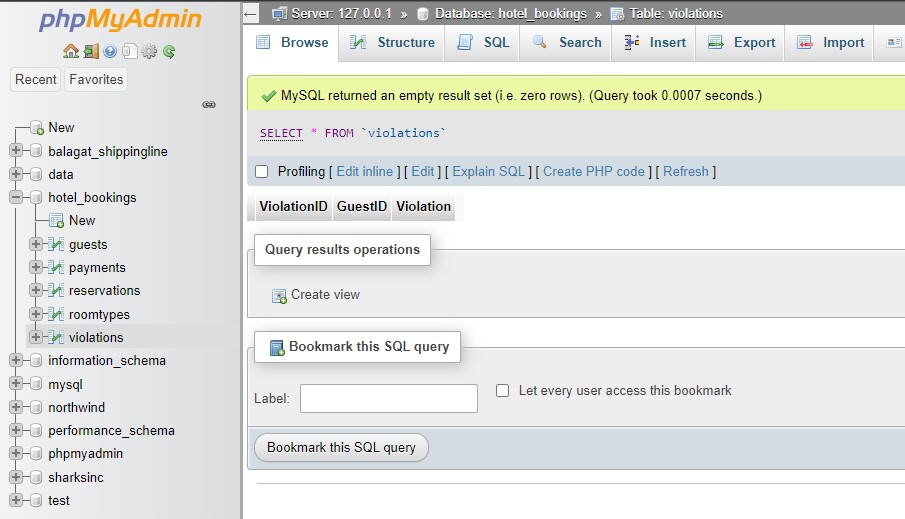 phpMyAdmin
Recent Favorites
New
balagat_shippingline
data
hotel_bookings
New
guests
payments
reservations
roomtypes
violations
information_schema
mysql
northwind
performance_schema
phpmyadmin
sharksinc
test
Server: 127.0.0.1 » Database: hotel_bookings » Table: violations
Browse Structure SQL Search Insert Export Import
MySQL returned an empty result set (i.e. zero rows). (Query took 0.0007 seconds.)
SELECT * FROM `violations`
Profiling [ Edit inline ] [ Edit ] [ Explain SQL ] [ Create PHP code ] [ Refresh ]
ViolationID GuestID Violation
Query results operations
Create view
Bookmark this SQL query
Label: Let every user access this bookmark
Bookmark this SQL query